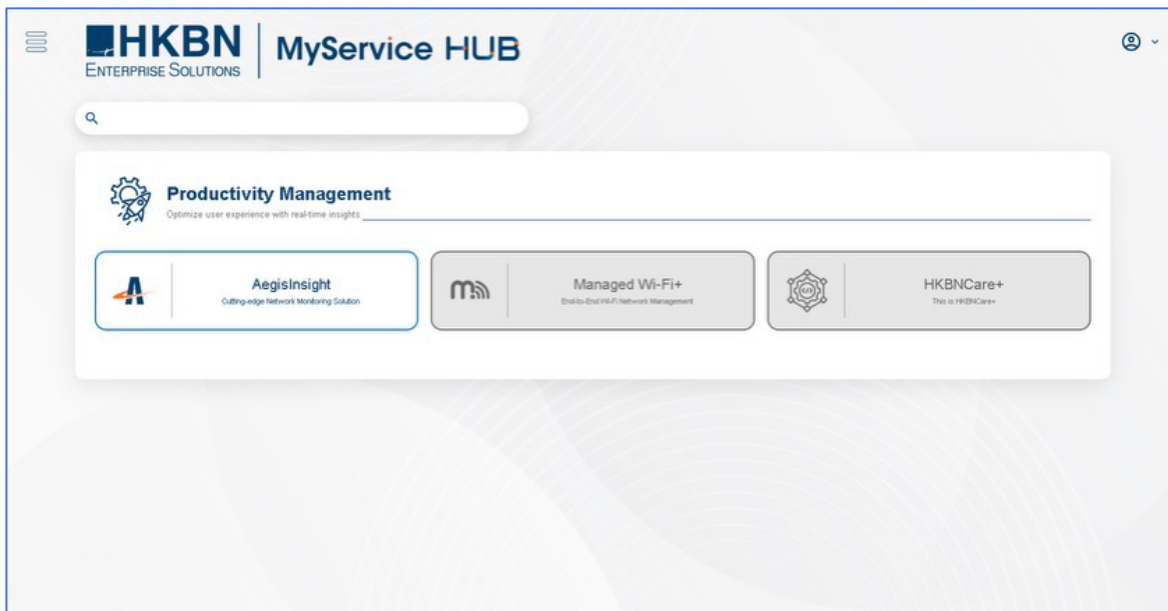 HKBN
ENTERPRISE SOLUTIONS
MyService HUB
Productivity Management
Optimize user experience with real-time insights
AegisInsight
Cutting-edge Network Monitoring Solution
Managed Wi-Fi+
End-to-End Wi-Fi Network Management
HKBNCare+
This is HKBNCare+